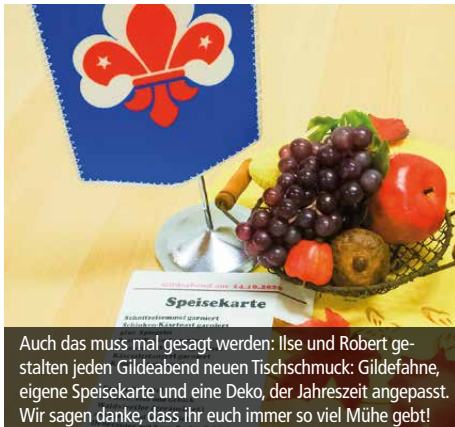 Gildeabend am 14.10.2024
Speisekarte
Schnitzelsemmel garniert
Schinken-Käsetoast garniert
Auch das muss mal gesagt werden: Ilse und Robert ge-
stalten jeden Gildeabend neuen Tischschmuck: Gildefahne,
eigene Speisekarte und eine Deko, der Jahreszeit angepasst.
Wir sagen danke, dass ihr euch immer so viel Mühe gebt!